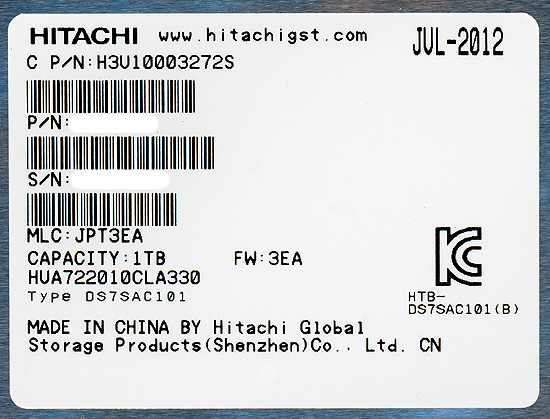 HITACHI www.hitachigst.com JUL-2012
C P/N:H3U10003272S
P/N:
S/N:
MLC:JPT3EA
CAPACITY:1TB FW:3EA
HUA722010CLA330
Type DS7SAC101
KC
HTB-
DS7SAC101(B)
MADE IN CHINA BY Hitachi Global
Storage Products(Shenzhen)Co., Ltd. CN